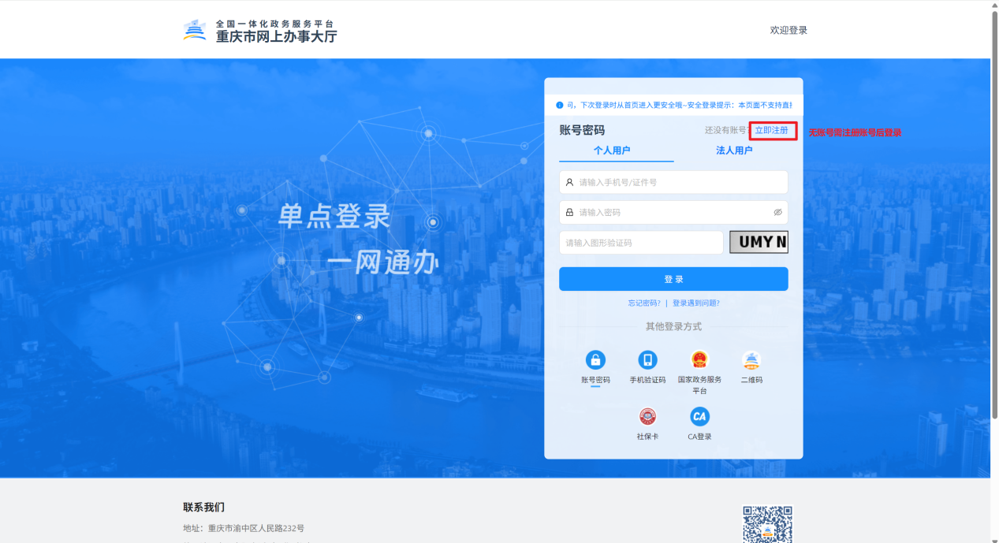 全国一体化政务服务平台
重庆市网上办事大厅
欢迎登录
问，下次登录时从首页进入更安全哦~安全登录提示：本页面不支持直接
账号密码
还没有账号?
立即注册
无账号需注册账号后登录
个人用户
法人用户
请输入手机号/证件号
请输入密码
请输入图形验证码
UMY N
登 录
忘记密码? | 登录遇到问题?
其他登录方式
账号密码
手机验证码
国家政务服务
平台
二维码
社保卡
CA
CA登录
单点登录
一网通办
联系我们
地址：重庆市渝中区人民路232号